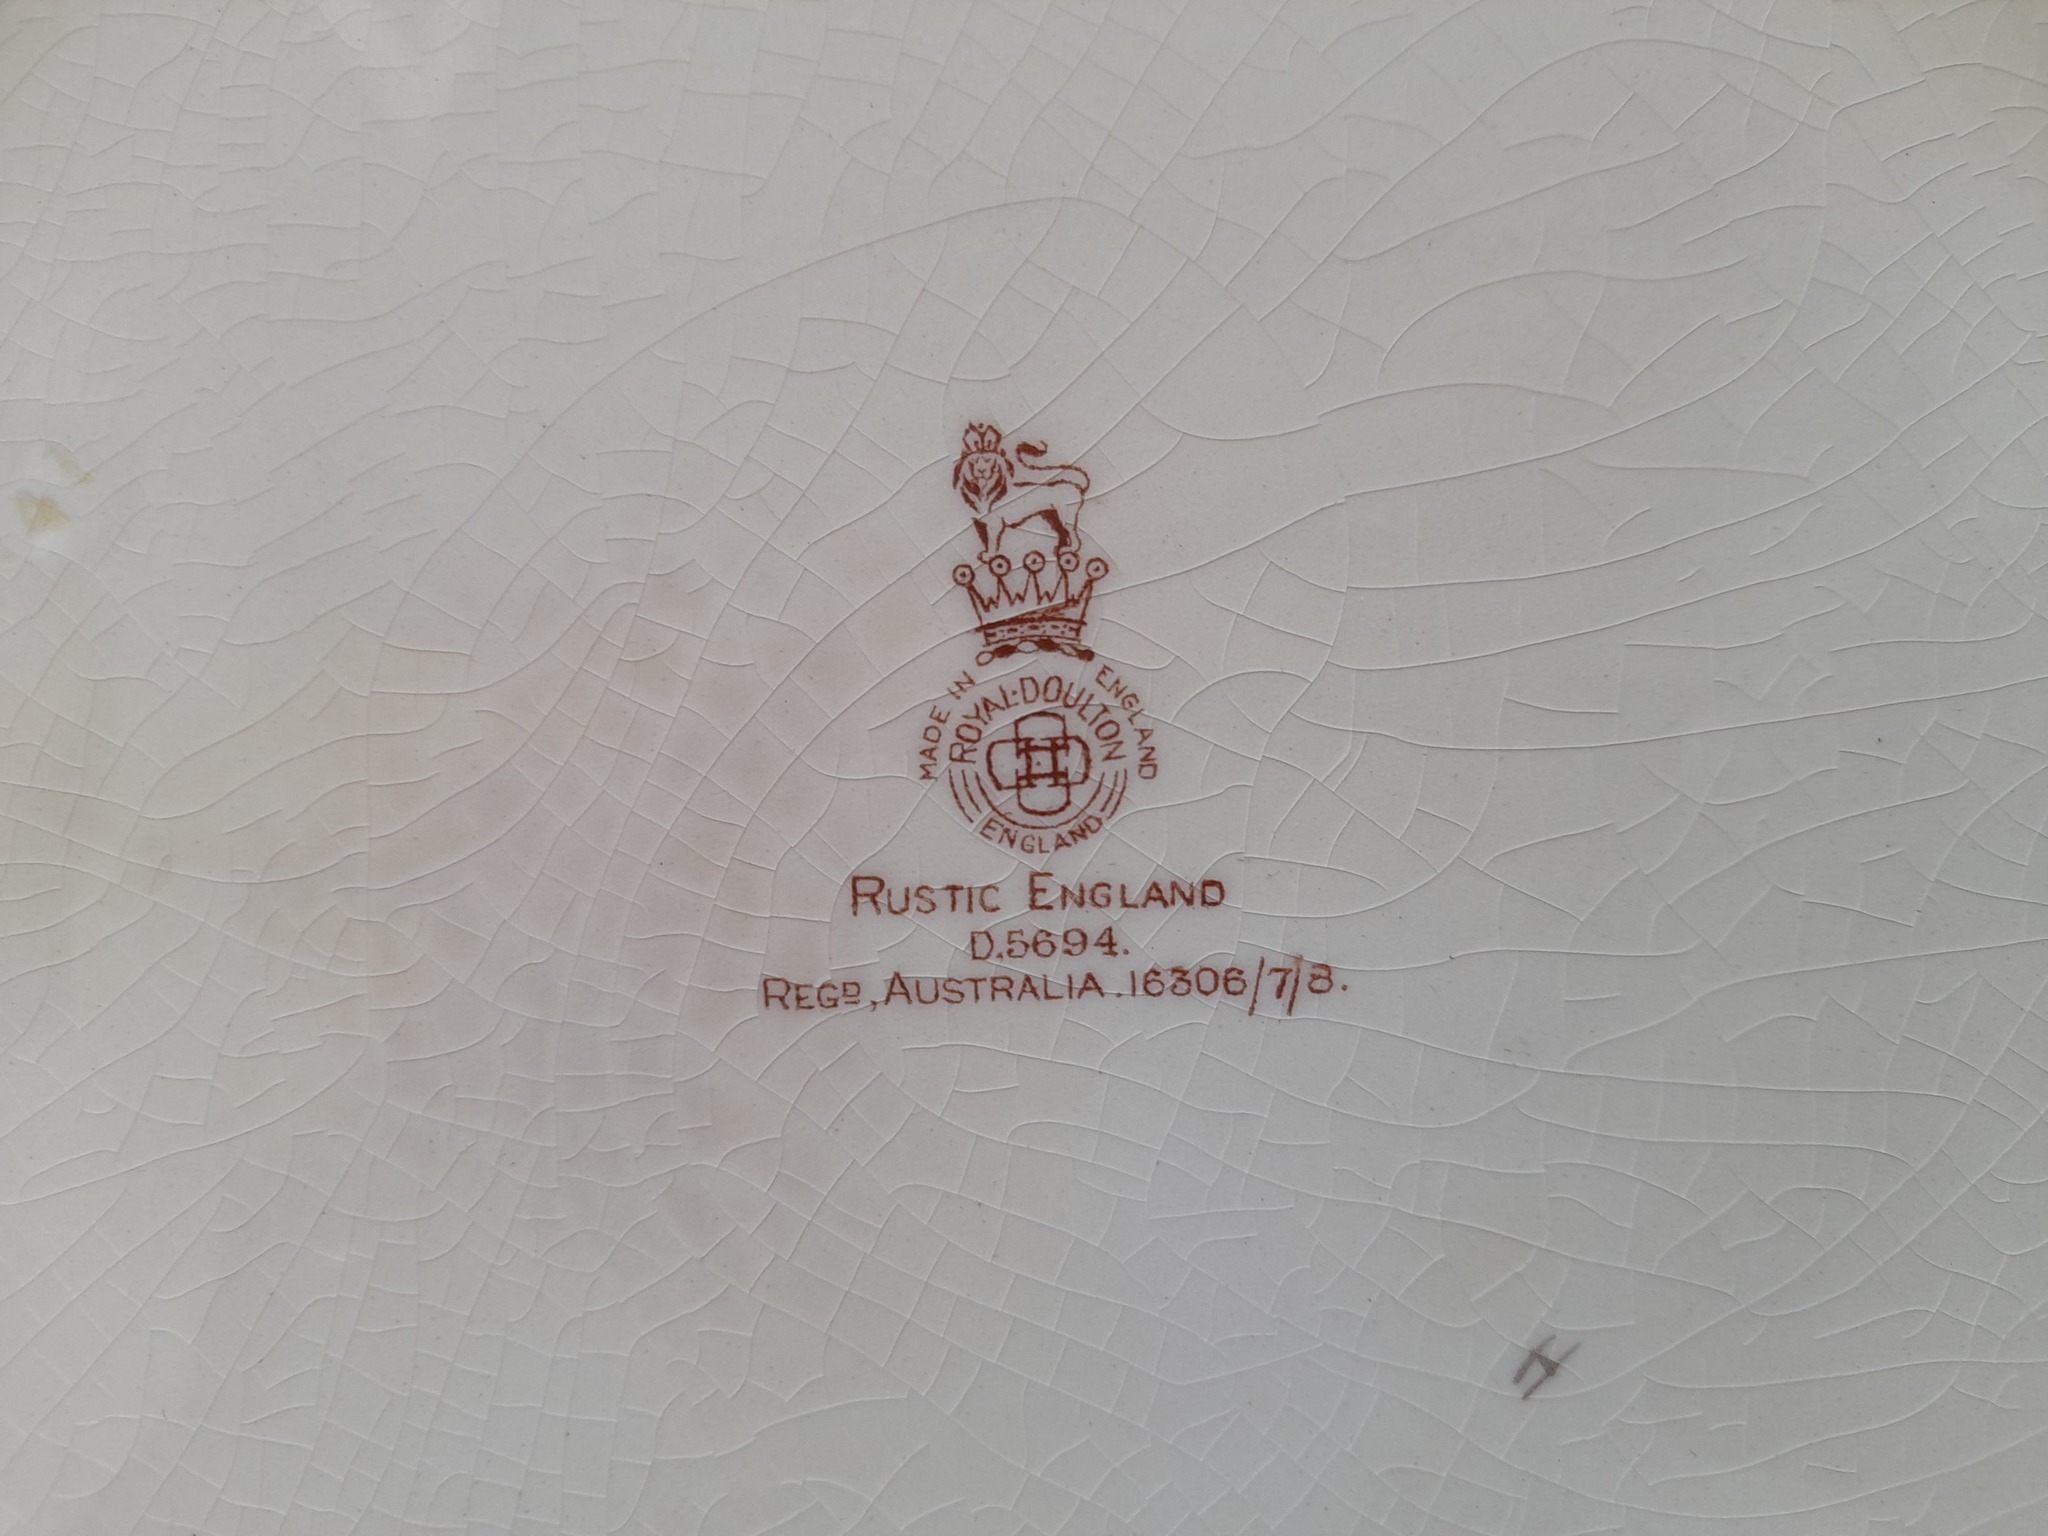 MADE IN ENGLAND
ROYAL·DOULTON
ENGLAND
RUSTIC ENGLAND
D.5694.
REGD, AUSTRALIA.16306/7/8.